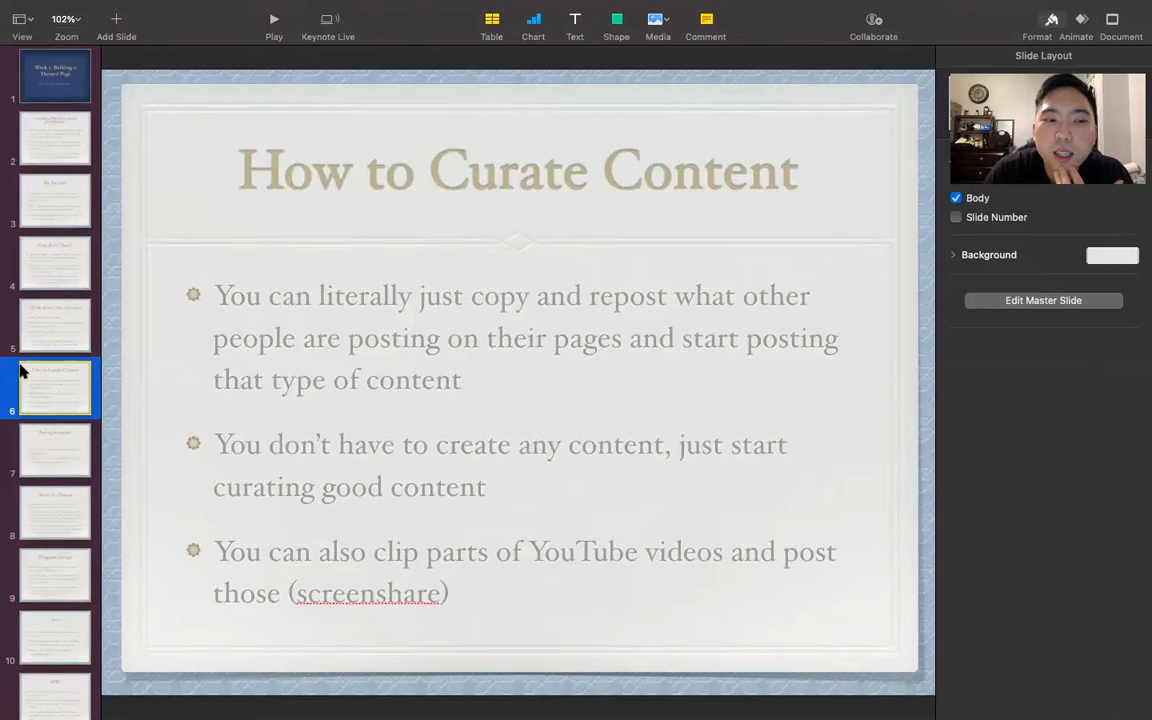 102%
View
Zoom
Add Slide
Play
Keynote Live
Table
Chart
Text
Shape
Media
Comment
Collaborate
Format
Animate
Document
Slide Layout
1
2
3
4
5
6
7
8
9
10
How to Curate Content
You can literally just copy and repost what other
people are posting on their pages and start posting
that type of content
You don't have to create any content, just start
curating good content
You can also clip parts of YouTube videos and post
those (screenshare)
Body
Slide Number
Background
Edit Master Slide